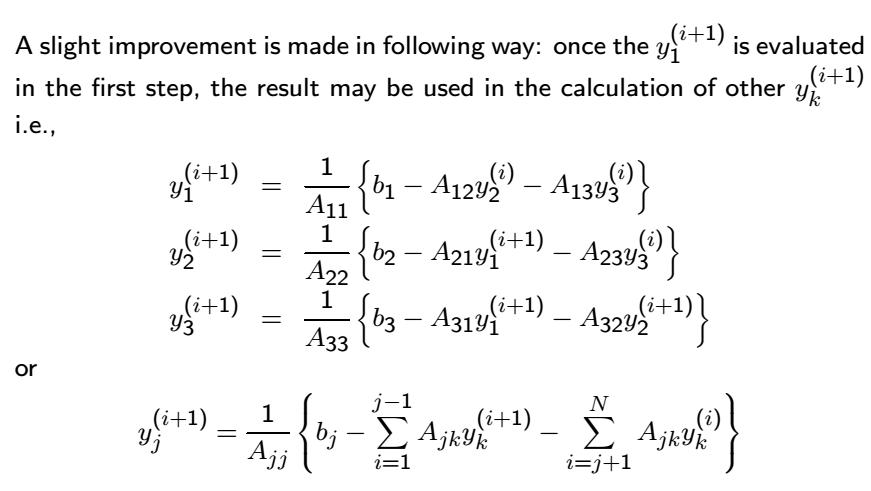 A slight improvement is made in following way: once the $y_1^{(i+1)}$ is evaluated
in the first step, the result may be used in the calculation of other $y_k^{(i+1)}$
i.e.,
$y_1^{(i+1)} = \frac{1}{A_{11}} \left\{ b_1 - A_{12} y_2^{(i)} - A_{13} y_3^{(i)} \right\}$
$y_2^{(i+1)} = \frac{1}{A_{22}} \left\{ b_2 - A_{21} y_1^{(i+1)} - A_{23} y_3^{(i)} \right\}$
$y_3^{(i+1)} = \frac{1}{A_{33}} \left\{ b_3 - A_{31} y_1^{(i+1)} - A_{32} y_2^{(i+1)} \right\}$
or
$y_j^{(i+1)} = \frac{1}{A_{jj}} \left\{ b_j - \sum_{i=1}^{j-1} A_{jk} y_k^{(i+1)} - \sum_{i=j+1}^{N} A_{jk} y_k^{(i)} \right\}$